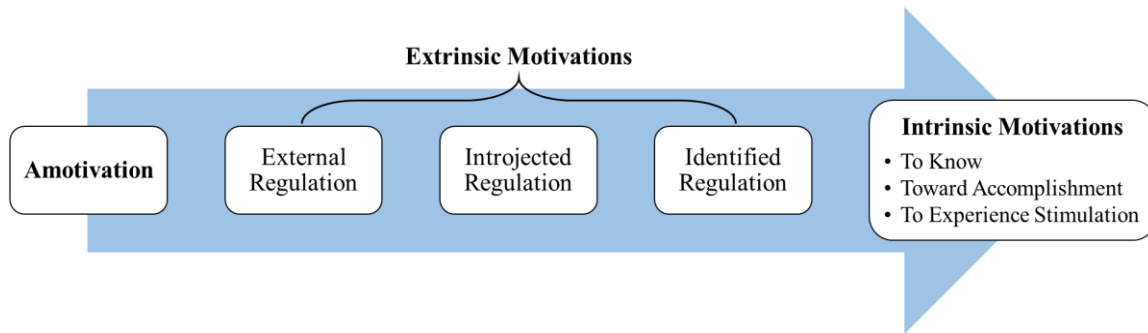 Extrinsic Motivations
Amotivation
External
Regulation
Introjected
Regulation
Identified
Regulation
Intrinsic Motivations
• To Know
• Toward Accomplishment
• To Experience Stimulation